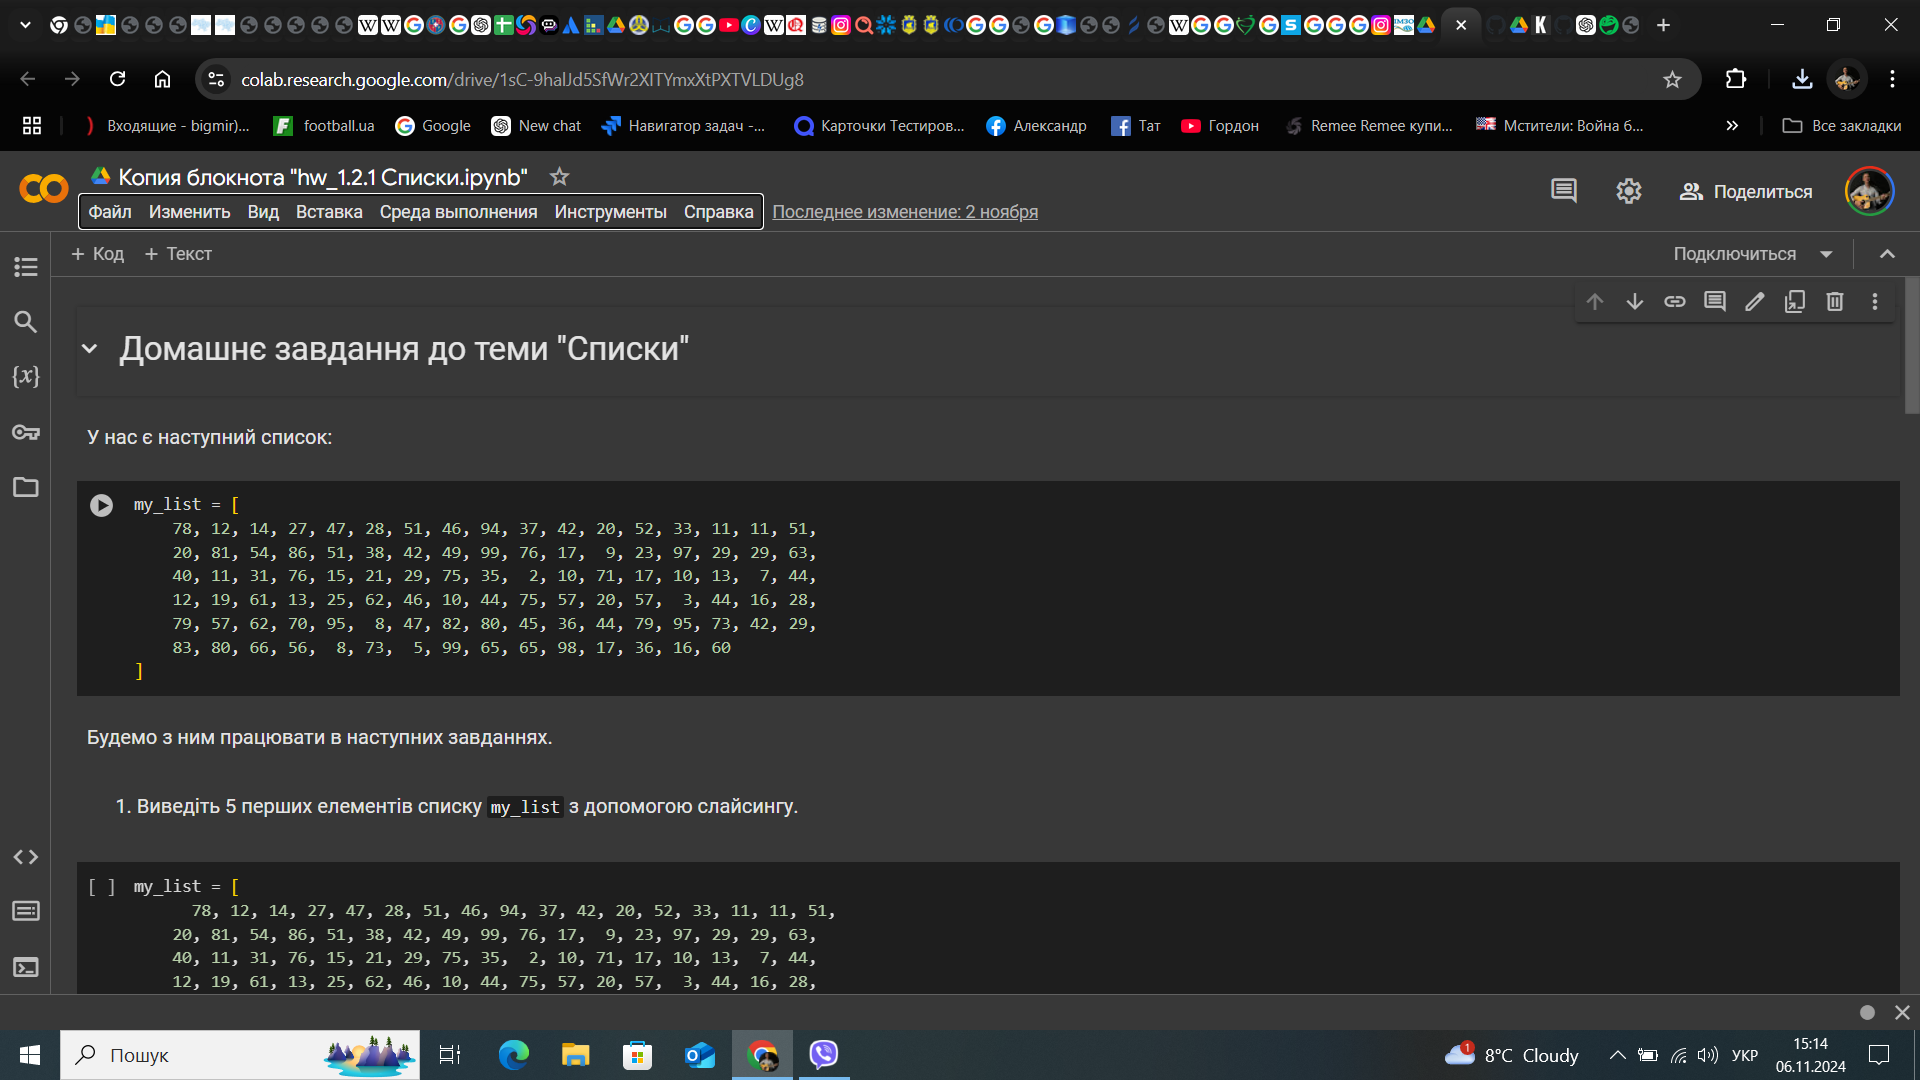 colab.research.google.com/drive/1sC-9halJd5SfWr2XITYmxXtPXTVLDUg8
Входящие - bigmir)...
football.ua
Google
New chat
Навигатор задач -...
Карточки Тестиров...
Александр
Тат
Гордон
Remee Remee купи...
Мстители: Война б...
»
Все закладки
Копия блокнота "hw_1.2.1 Списки.ipynb"
Файл Изменить Вид Вставка Среда выполнения Инструменты Справка Последнее изменение: 2 ноября
Поделиться
+ Код + Текст
Подключиться
Домашнє завдання до теми "Списки"
У нас є наступний список:
my_list = [
78, 12, 14, 27, 47, 28, 51, 46, 94, 37, 42, 20, 52, 33, 11, 11, 51,
20, 81, 54, 86, 51, 38, 42, 49, 99, 76, 17, 9, 23, 97, 29, 29, 63,
40, 11, 31, 76, 15, 21, 29, 75, 35, 2, 10, 71, 17, 10, 13, 7, 44,
12, 19, 61, 13, 25, 62, 46, 10, 44, 75, 57, 20, 57, 3, 44, 16, 28,
79, 57, 62, 70, 95, 8, 47, 82, 80, 45, 36, 44, 79, 95, 73, 42, 29,
83, 80, 66, 56, 8, 73, 5, 99, 65, 65, 98, 17, 36, 16, 60
]
Будемо з ним працювати в наступних завданнях.
1. Виведіть 5 перших елементів списку my_list з допомогою слайсингу.
[ ] my_list = [
78, 12, 14, 27, 47, 28, 51, 46, 94, 37, 42, 20, 52, 33, 11, 11, 51,
20, 81, 54, 86, 51, 38, 42, 49, 99, 76, 17, 9, 23, 97, 29, 29, 63,
40, 11, 31, 76, 15, 21, 29, 75, 35, 2, 10, 71, 17, 10, 13, 7, 44,
12, 19, 61, 13, 25, 62, 46, 10, 44, 75, 57, 20, 57, 3, 44, 16, 28,
Пошук
1
8°C Cloudy
УКР
15:14
06.11.2024